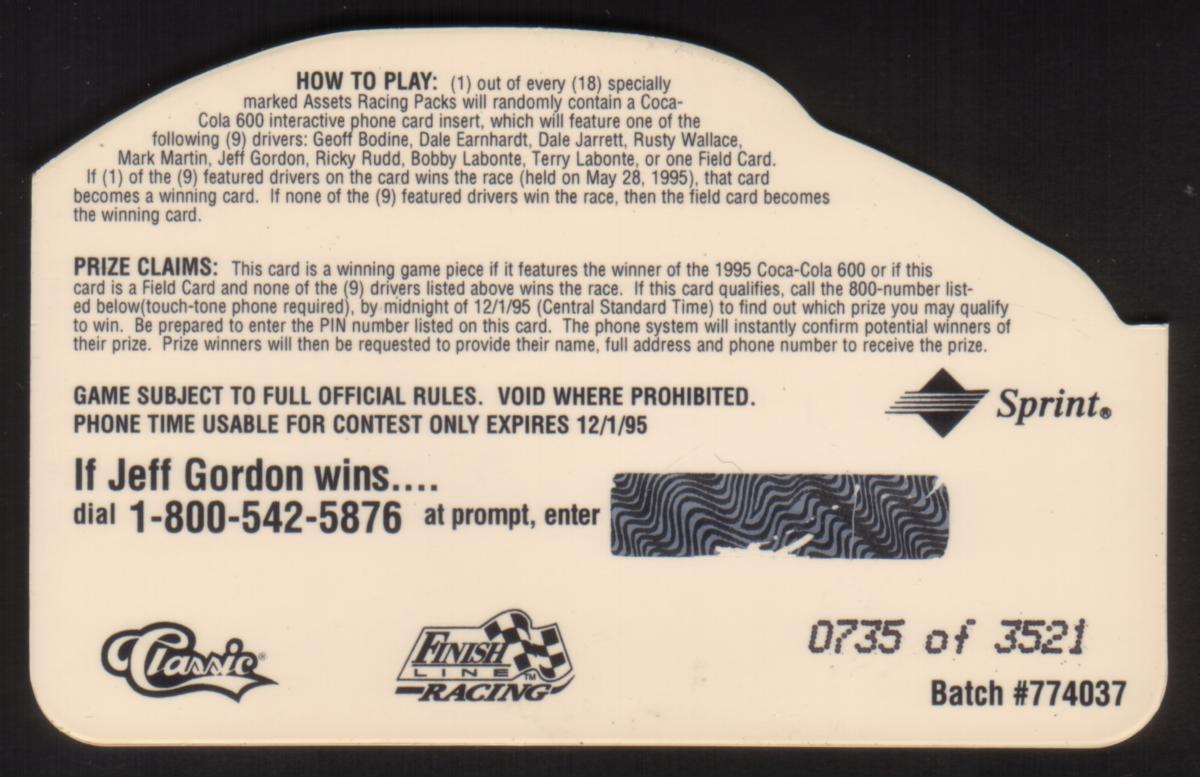 HOW TO PLAY: (1) out of every (18) specially
marked Assets Racing Packs will randomly contain a Coca-
Cola 600 interactive phone card insert, which will feature one of the
following (9) drivers: Geoff Bodine, Dale Earnhardt, Dale Jarrett, Rusty Wallace,
Mark Martin, Jeff Gordon, Ricky Rudd, Bobby Labonte, Terry Labonte, or one Field Card.
If (1) of the (9) featured drivers on the card wins the race (held on May 28, 1995), that card
becomes a winning card. If none of the (9) featured drivers win the race, then the field card becomes
the winning card.
PRIZE CLAIMS: This card is a winning game piece if it features the winner of the 1995 Coca-Cola 600 or if this
card is a Field Card and none of the (9) drivers listed above wins the race. If this card qualifies, call the 800-number list-
ed below(touch-tone phone required), by midnight of 12/1/95 (Central Standard Time) to find out which prize you may qualify
to win. Be prepared to enter the PIN number listed on this card. The phone system will instantly confirm potential winners of
their prize. Prize winners will then be requested to provide their name, full address and phone number to receive the prize.
GAME SUBJECT TO FULL OFFICIAL RULES. VOID WHERE PROHIBITED.
PHONE TIME USABLE FOR CONTEST ONLY EXPIRES 12/1/95
Sprint®
If Jeff Gordon wins....
dial 1-800-542-5876 at prompt, enter
Classic®
FINISH
LINE™
RACING
0735 of 3521
Batch #774037